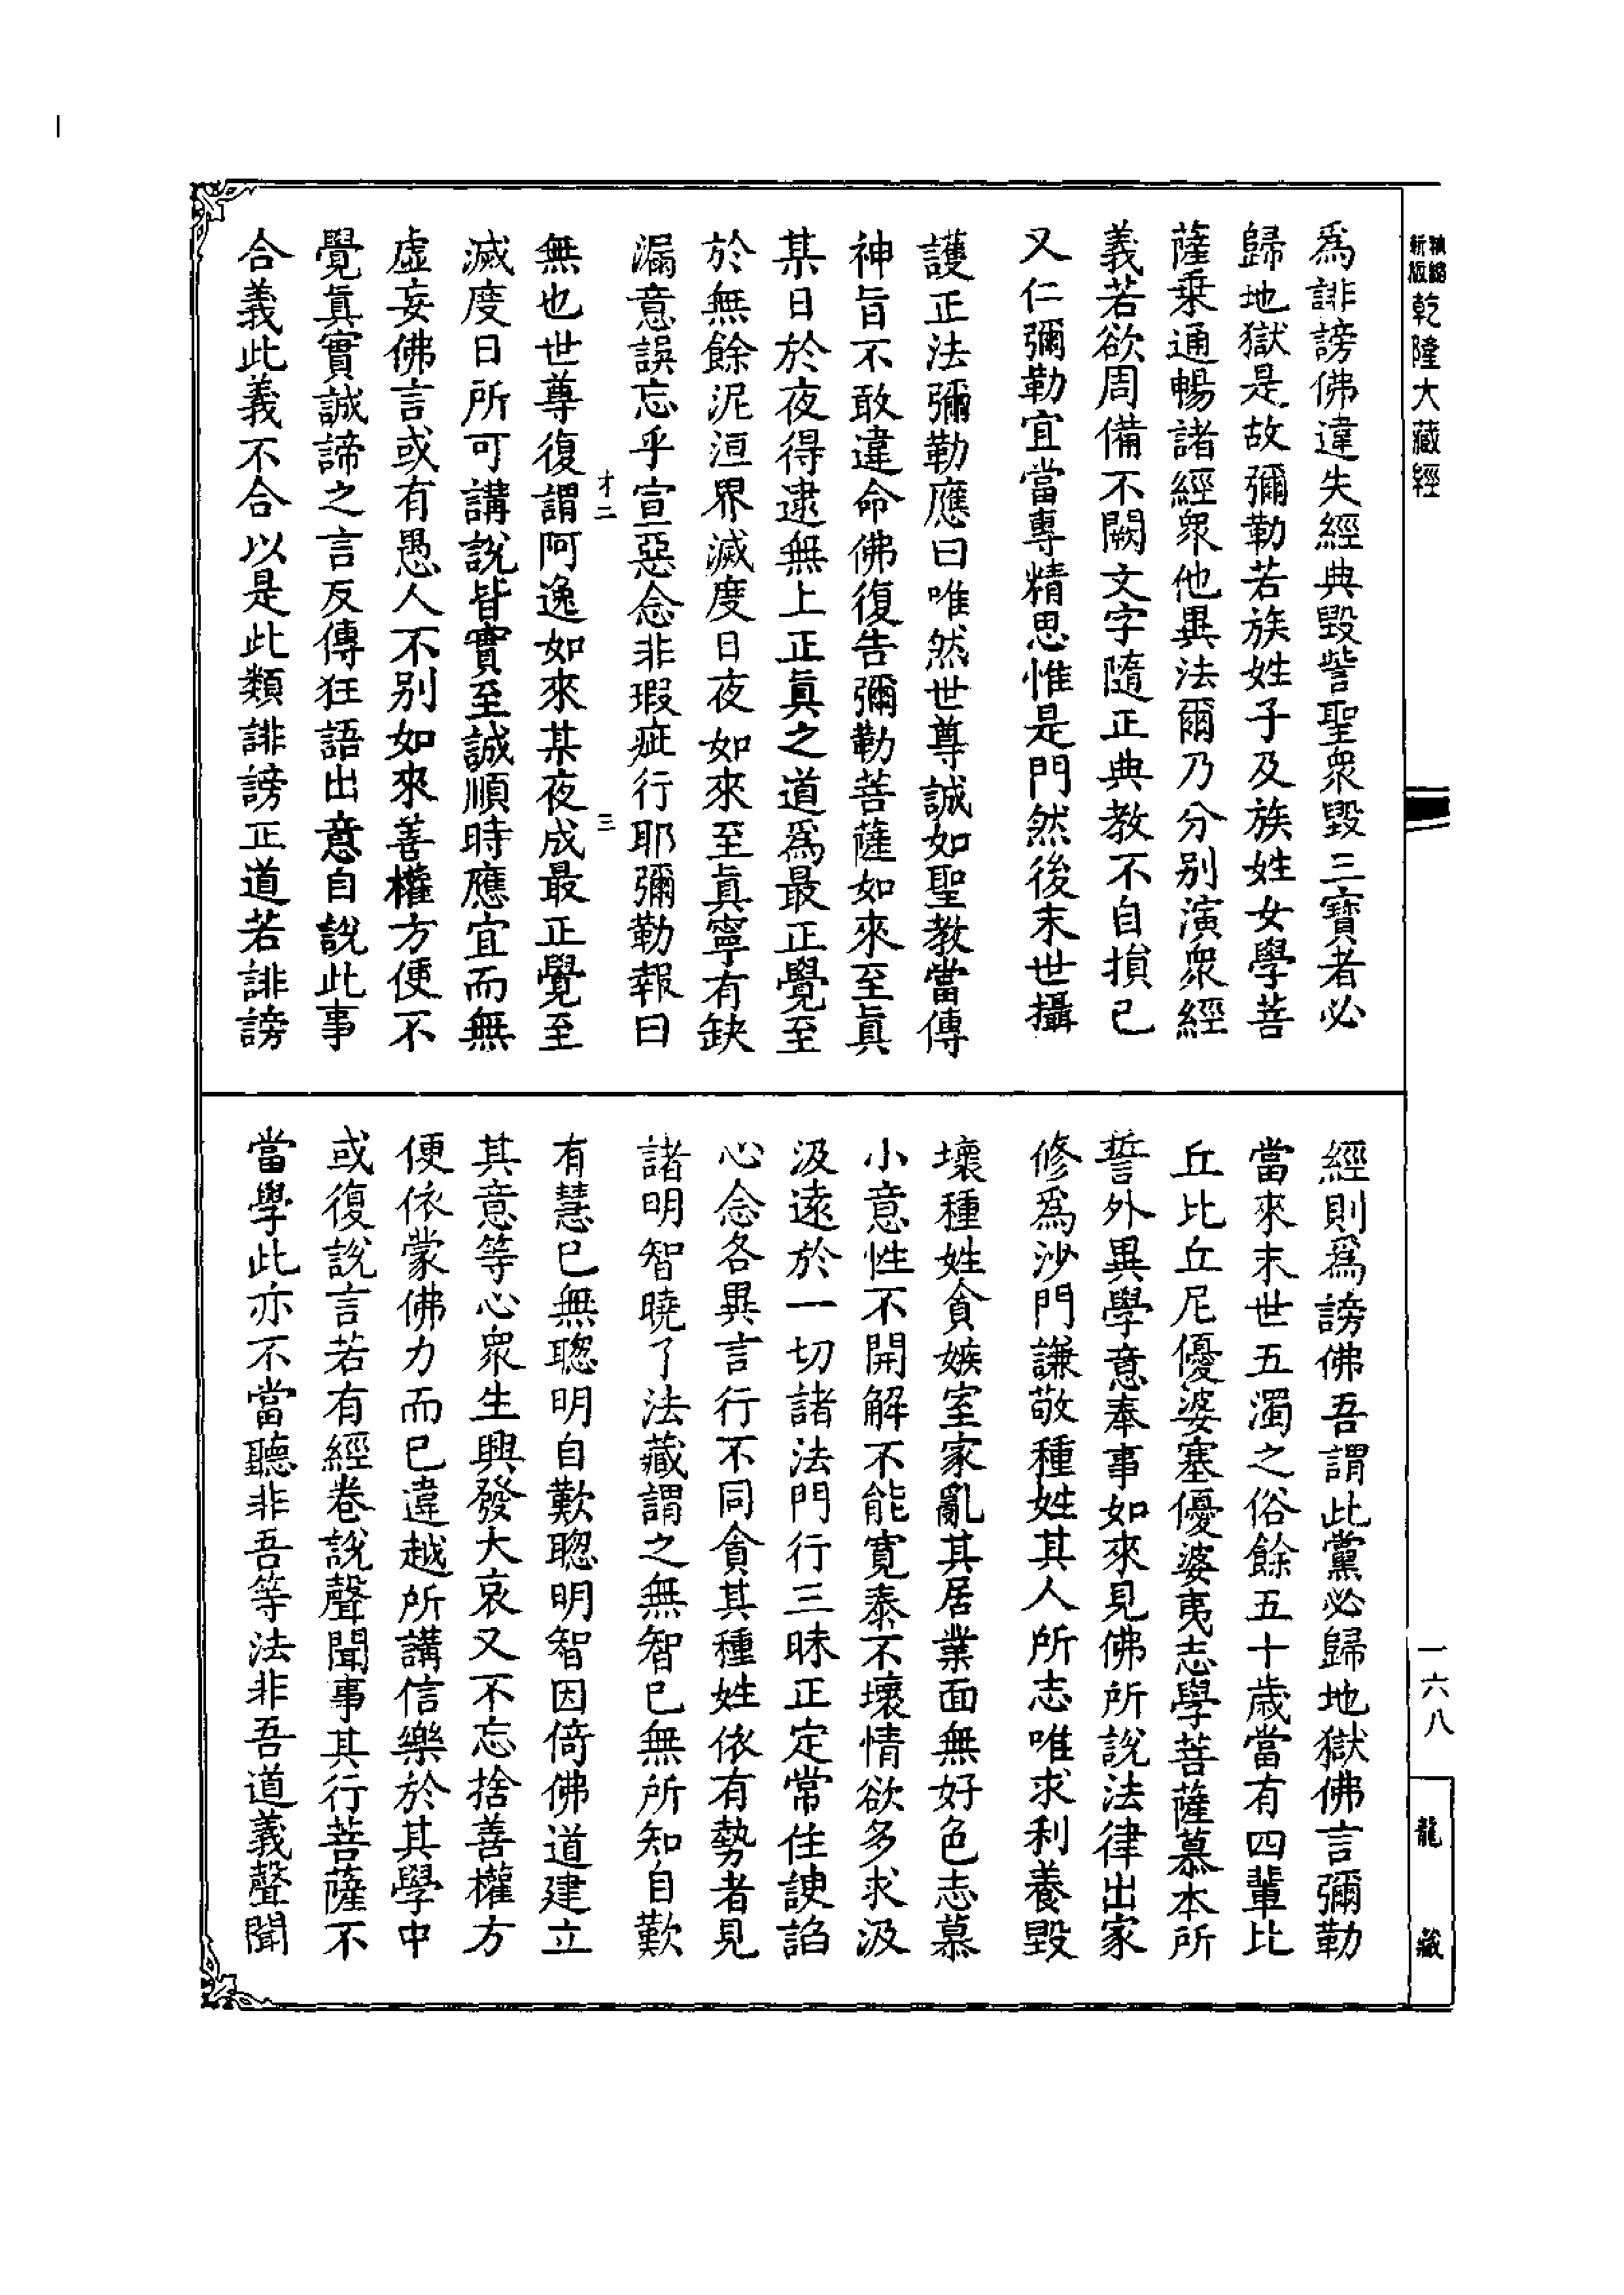 乾隆大藏經
爲誹謗佛違失經典毀訾聖衆毀三寶者必
歸地獄是故彌勒若族姓子及族姓女學菩
薩乗通暢諸經衆他異法爾乃分别演衆經
義若欲周備不闕文字隨正典教不自損已
又仁彌勒宜當專精思惟是門然後末世攝
護正法彌勒應曰唯然世尊誠如聖教當傳
神旨不敢違命佛復告彌勒菩薩如來至眞
某日於夜得逮無上正眞之道爲最正覺至
於無餘泥洹界滅度日夜如來至眞寧有缺
漏意誤忘乎宣惡念非瑕疵行耶彌勒報曰
才二 三
無也世尊復謂阿逸如來某夜成最正覺至
滅度日所可講說皆實至誠順時應宜而無
虛妄佛言或有愚人不别如來善權方便不
覺眞實誠諦之言反傳狂語出意自說此事
合義此義不合以是此類誹謗正道若誹謗
經則爲謗佛吾謂此黨必歸地獄佛言彌勒
當來末世五濁之俗餘五十歲當有四輩比
丘比丘尼優婆塞優婆夷志學菩薩慕本所
誓外異學意奉事如來見佛所說法律出家
修爲沙門謙敬種姓其人所志唯求利養毀
壞種姓貪嫉室家亂其居業面無好色志慕
小意性不開解不能寛泰不壞情欲多求汲
汲遠於一切諸法門行三昧正定常住諛諂
心念各異言行不同貪其種姓依有勢者見
諸明智曉了法藏謂之無智已無所知自歎
有慧已無聰明自歎聰明智因倚佛道建立
其意等心衆生興發大哀又不忘捨善權方
便依蒙佛力而已違越所講信樂於其學中
或復說言若有經卷說聲聞事其行菩薩不
當學此亦不當聽非吾等法非吾道義聲聞
一六八
龍藏